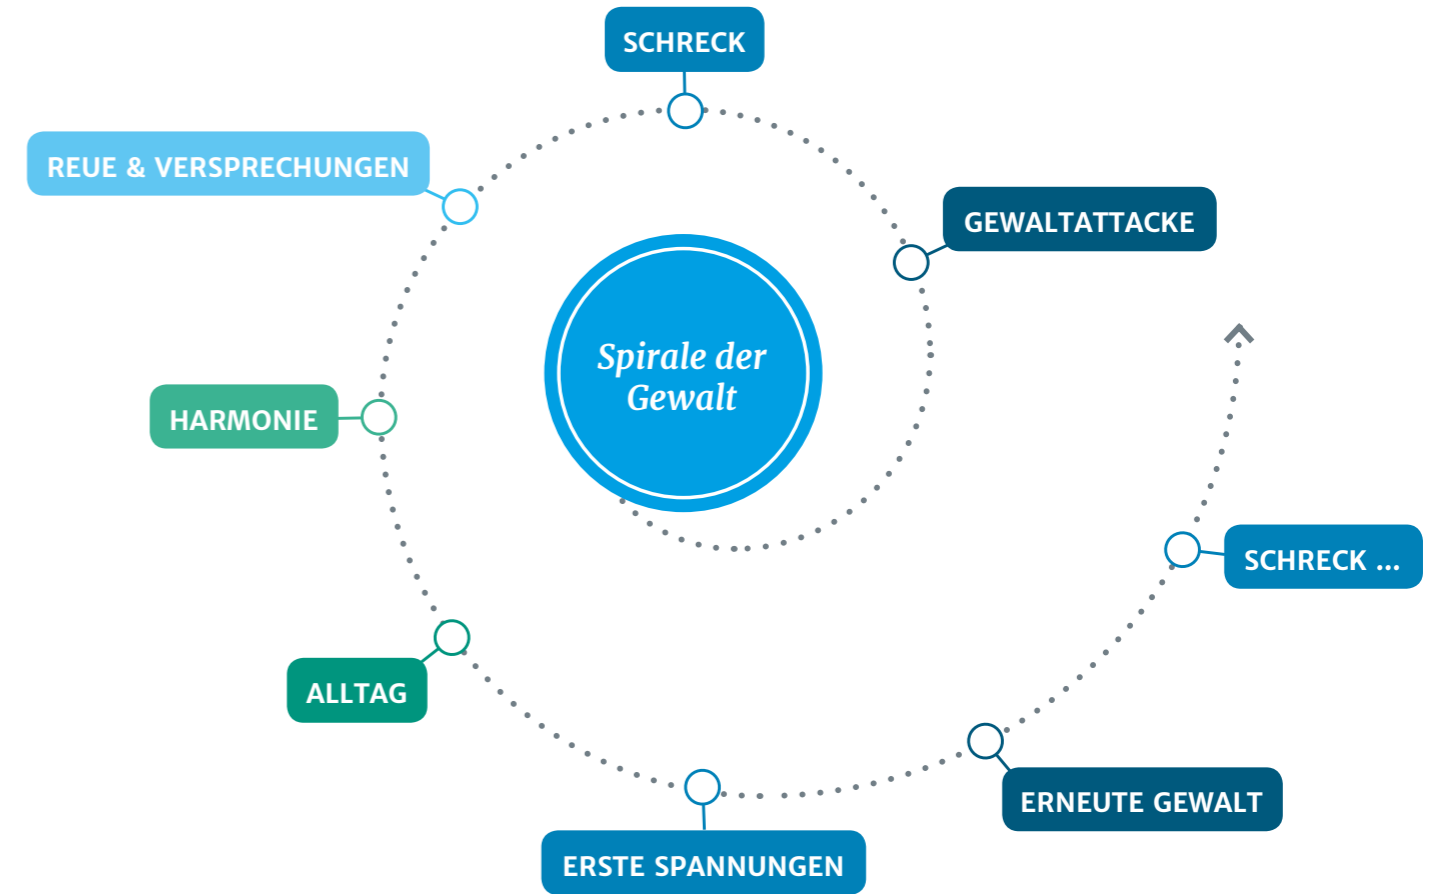 SCHRECK
REUE & VERSPRECHUNGEN
GEWALTATTACKE
Spirale der
Gewalt
HARMONIE
SCHRECK ...
ALLTAG
ERNEUTE GEWALT
ERSTE SPANNUNGEN